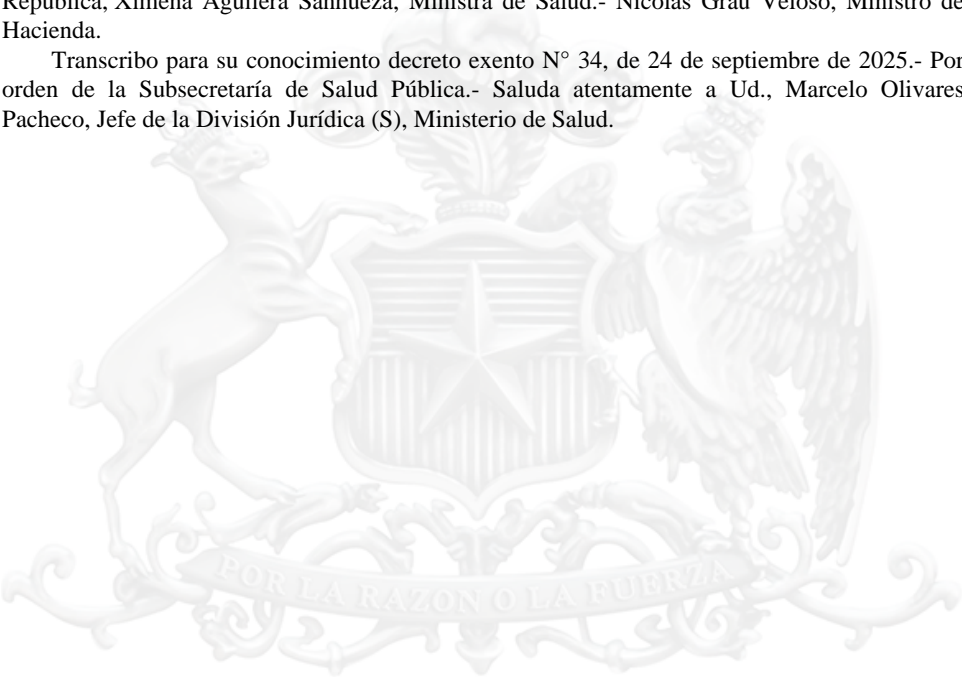 República, Ximena Aguilera Sanhueza, Ministra de Salud.- Nicolás Grau Veloso, Ministro de
Hacienda.
Transcribo para su conocimiento decreto exento N° 34, de 24 de septiembre de 2025.- Por
orden de la Subsecretaría de Salud Pública.- Saluda atentamente a Ud., Marcelo Olivares
Pacheco, Jefe de la División Jurídica (S), Ministerio de Salud.
POR LA RAZON O LA FUERZA